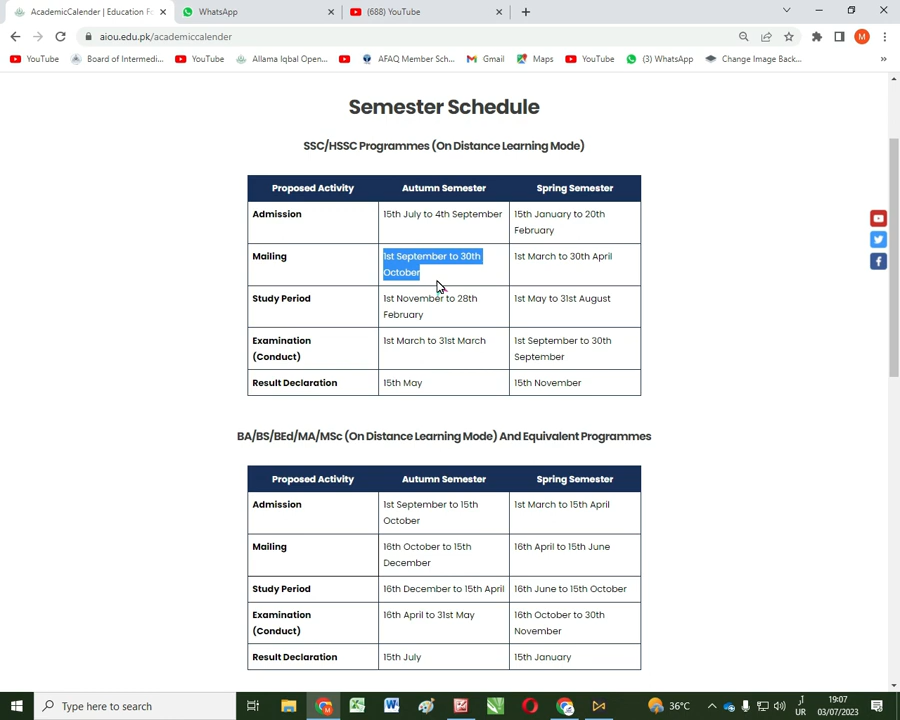 AcademicCalender | Education Fo
WhatsApp
(688) YouTube
aiou.edu.pk/academiccalender
M
YouTube
Board of Intermedi...
YouTube
Allama Iqbal Open...
AFAQ Member Sch...
Gmail
Maps
YouTube
(3) WhatsApp
Change Image Back...
Semester Schedule
SSC/HSSC Programmes (On Distance Learning Mode)
Proposed Activity Autumn Semester Spring Semester
Admission 15th July to 4th September 15th January to 20th
February
Mailing 1st September to 30th 1st March to 30th April
October
Study Period 1st November to 28th 1st May to 31st August
February
Examination 1st March to 31st March 1st September to 30th
(Conduct) September
Result Declaration 15th May 15th November
BA/BS/BEd/MA/MSc (On Distance Learning Mode) And Equivalent Programmes
Proposed Activity Autumn Semester Spring Semester
Admission 1st September to 15th 1st March to 15th April
October
Mailing 16th October to 15th 16th April to 15th June
December
Study Period 16th December to 15th April 16th June to 15th October
Examination 16th April to 31st May 16th October to 30th
(Conduct) November
Result Declaration 15th July 15th January
Type here to search
36°C
UR
19:07
03/07/2023